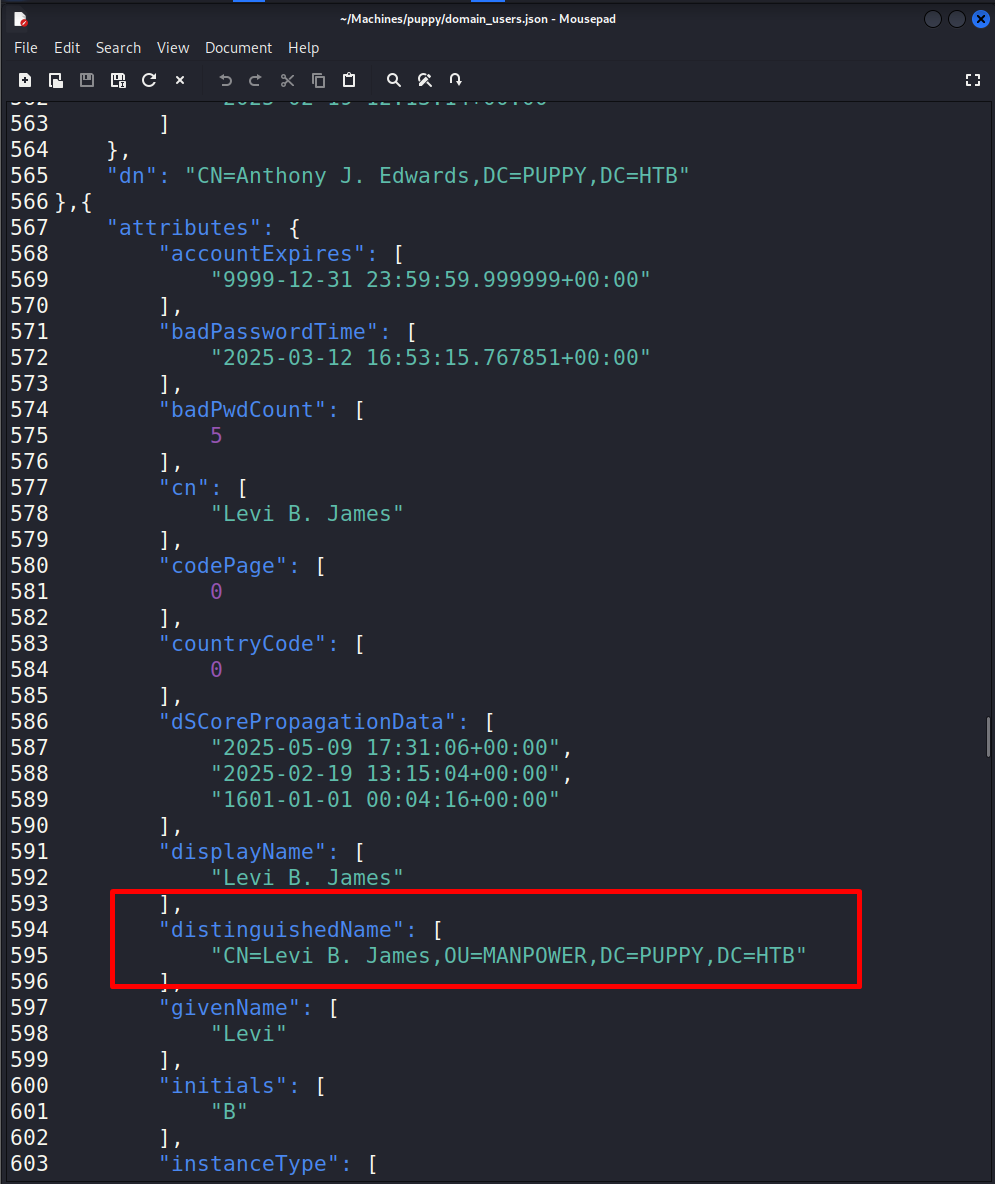 ~/Machines/puppy/domain_users.json - Mousepad
File Edit Search View Document Help
563 ]
564 },
565 "dn": "CN=Anthony J. Edwards,DC=PUPPY,DC=HTB"
566 },{
567 "attributes": {
568 "accountExpires": [
569 "9999-12-31 23:59:59.999999+00:00"
570 ],
571 "badPasswordTime": [
572 "2025-03-12 16:53:15.767851+00:00"
573 ],
574 "badPwdCount": [
575 5
576 ],
577 "cn": [
578 "Levi B. James"
579 ],
580 "codePage": [
581 0
582 ],
583 "countryCode": [
584 0
585 ],
586 "dSCorePropagationData": [
587 "2025-05-09 17:31:06+00:00",
588 "2025-02-19 13:15:04+00:00",
589 "1601-01-01 00:04:16+00:00"
590 ],
591 "displayName": [
592 "Levi B. James"
593 ],
594 "distinguishedName": [
595 "CN=Levi B. James,OU=MANPOWER,DC=PUPPY,DC=HTB"
596 ],
597 "givenName": [
598 "Levi"
599 ],
600 "initials": [
601 "B"
602 ],
603 "instanceType": [